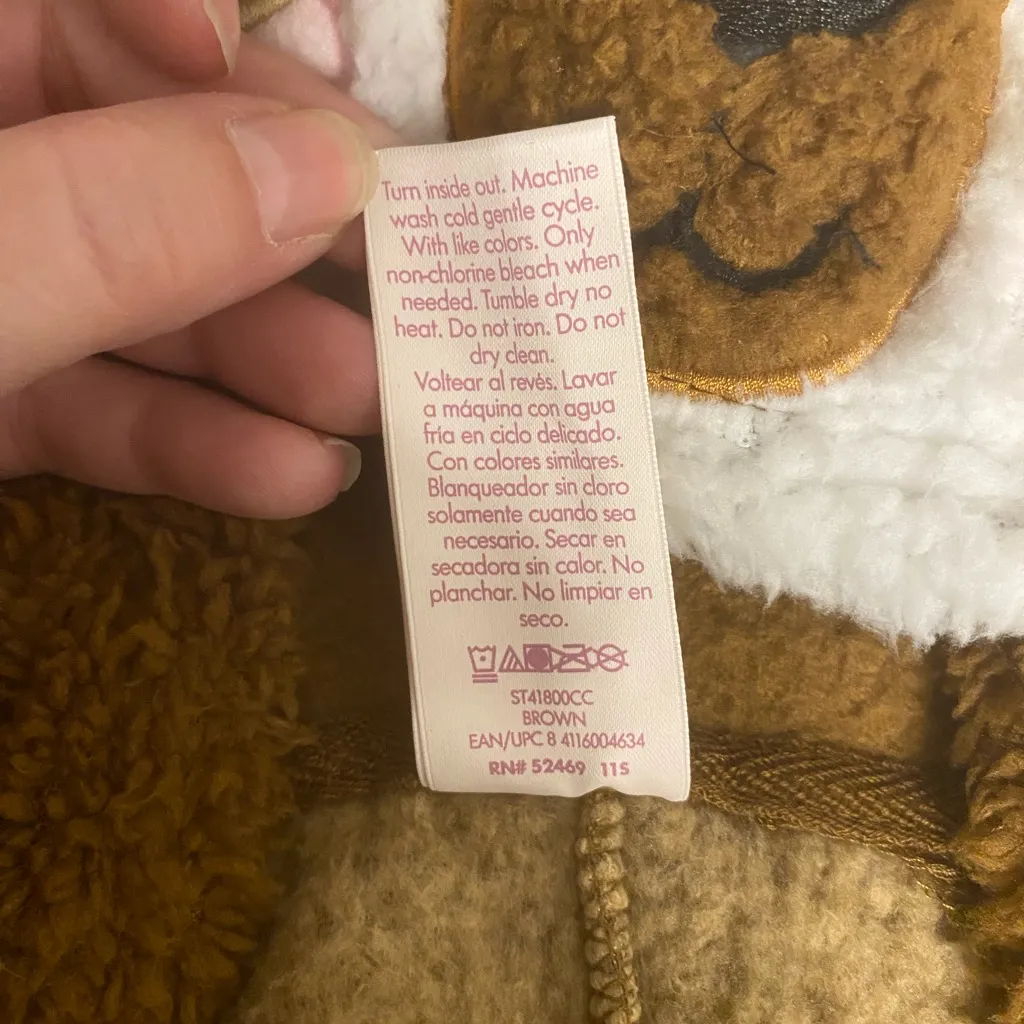 Turn inside out. Machine
wash cold gentle cycle.
With like colors. Only
non-chlorine bleach when
needed. Tumble dry no
heat. Do not iron. Do not
dry clean.
Voltear al revés. Lavar
a máquina con agua
fría en ciclo delicado.
Con colores similares.
Blanqueador sin cloro
solamente cuando sea
necesario. Secar en
secadora sin calor. No
planchar. No limpiar en
seco.
ST41800CC
BROWN
EAN/UPC 8 4116004634
RN# 52469 11S